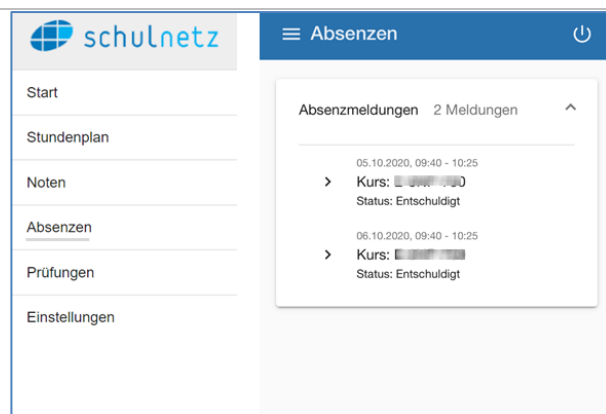 schulnetz
Start
Stundenplan
Noten
Absenzen
Prüfungen
Einstellungen
Absenzen
Absenzmeldungen 2 Meldungen
05.10.2020, 09:40 - 10:25
Kurs:
Status: Entschuldigt
06.10.2020, 09:40 - 10:25
Kurs:
Status: Entschuldigt